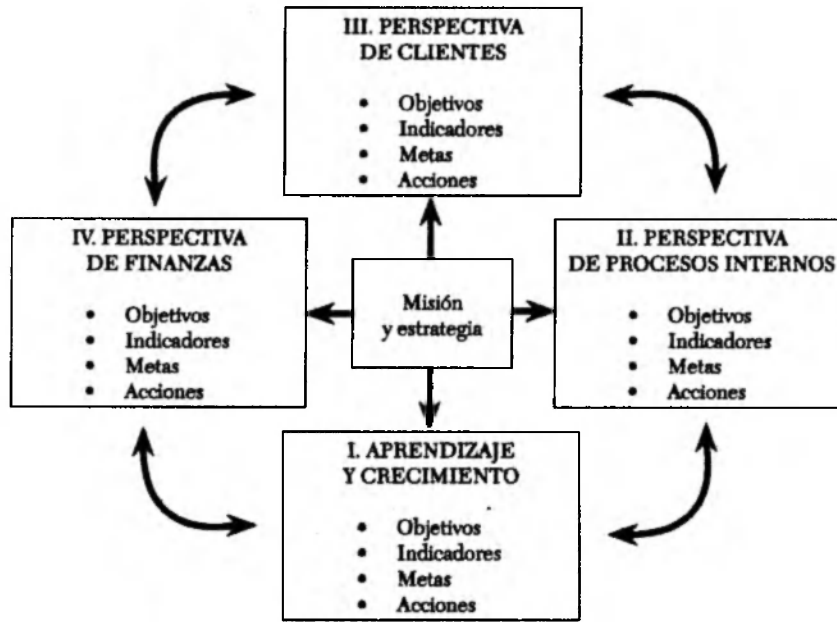 III. PERSPECTIVA
DE CLIENTES
• Objetivos
• Indicadores
• Metas
• Acciones
IV. PERSPECTIVA
DE FINANZAS
• Objetivos
• Indicadores
• Metas
• Acciones
Misión
y estrategia
II. PERSPECTIVA
DE PROCESOS INTERNOS
• Objetivos
• Indicadores
• Metas
• Acciones
I. APRENDIZAJE
Y CRECIMIENTO
• Objetivos
• Indicadores
• Metas
• Acciones